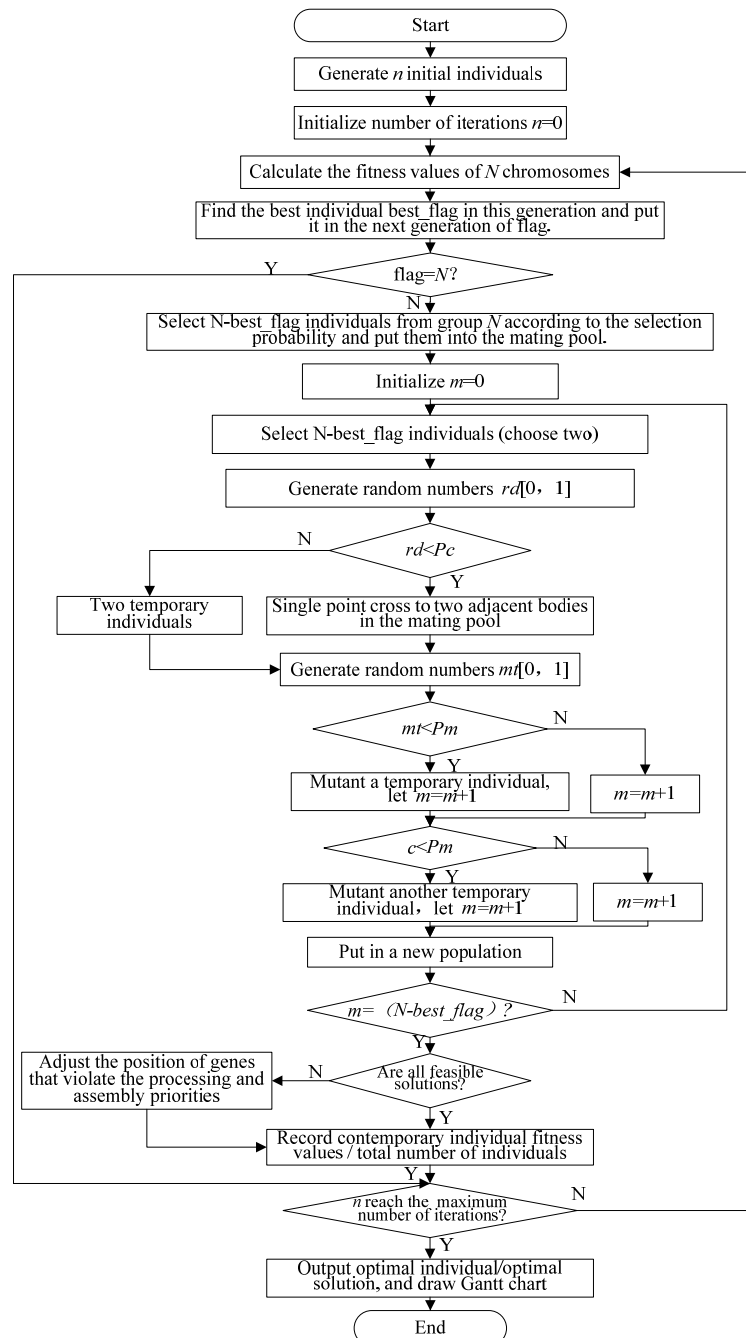 Start
Generate n initial individuals
Initialize number of iterations n=0
Calculate the fitness values of N chromosomes
Find the best individual best_flag in this generation and put
it in the next generation of flag.
Y
flag=N?
N
Select N-best_flag individuals from group N according to the selection
probability and put them into the mating pool.
Initialize m=0
Select N-best_flag individuals (choose two)
Generate random numbers rd[0，1]
N
rd<Pc
Y
Two temporary
individuals
Single point cross to two adjacent bodies
in the mating pool
Generate random numbers mt[0，1]
mt<Pm
N
Y
Mutant a temporary individual,
let m=m+1
m=m+1
c<Pm
N
Y
Mutant another temporary
individual，let m=m+1
m=m+1
Put in a new population
m=（N-best_flag）?
N
Y
Adjust the position of genes
that violate the processing and
assembly priorities
N
Are all feasible
solutions?
Y
Record contemporary individual fitness
values / total number of individuals
Y
n reach the maximum
number of iterations?
N
Y
Output optimal individual/optimal
solution, and draw Gantt chart
End